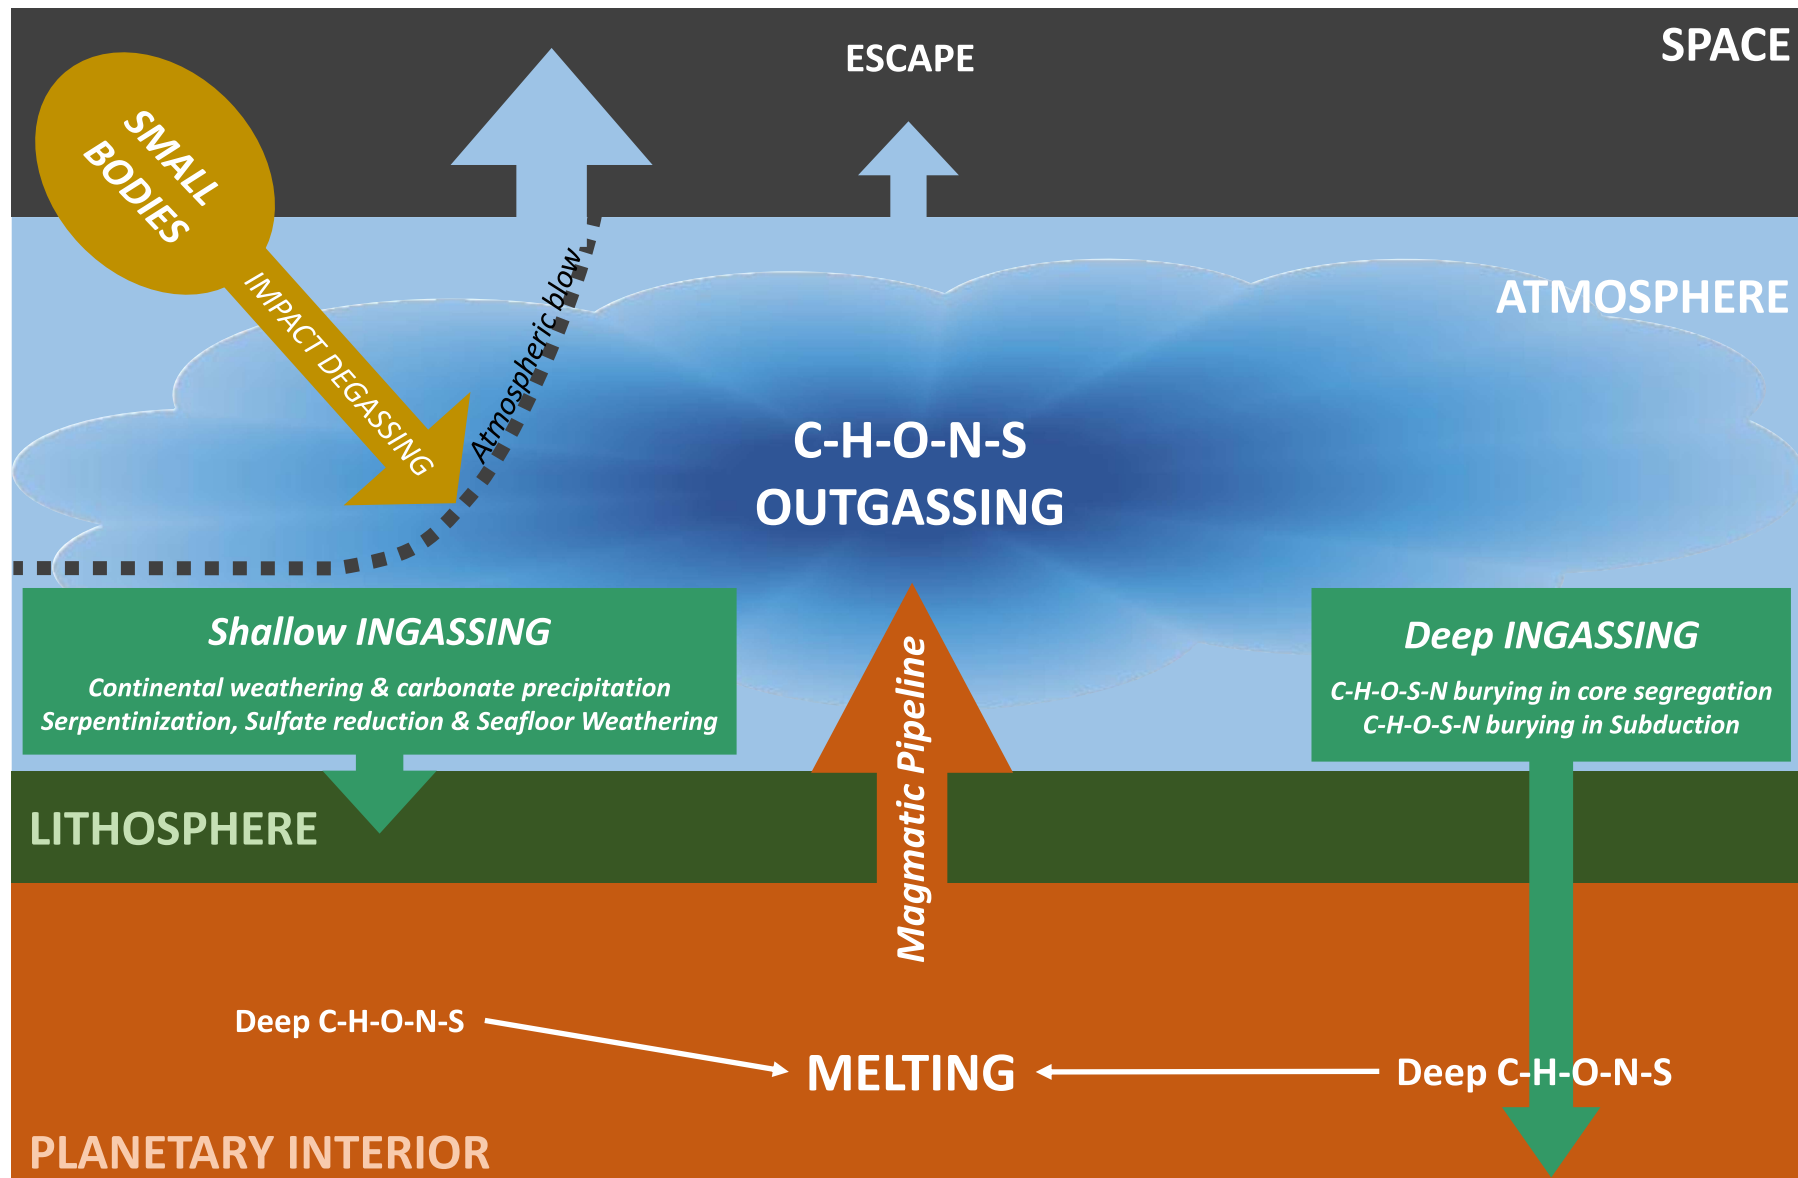 SPACE
ESCAPE
SMALL
BODIES
IMPACT DEGASSING
Atmospheric blow
ATMOSPHERE
C-H-O-N-S
OUTGASSING
Shallow INGASSING
Continental weathering & carbonate precipitation
Serpentinization, Sulfate reduction & Seafloor Weathering
Magmatic Pipeline
Deep INGASSING
C-H-O-S-N burying in core segregation
C-H-O-S-N burying in Subduction
LITHOSPHERE
Deep C-H-O-N-S
MELTING
Deep C-H-O-N-S
PLANETARY INTERIOR